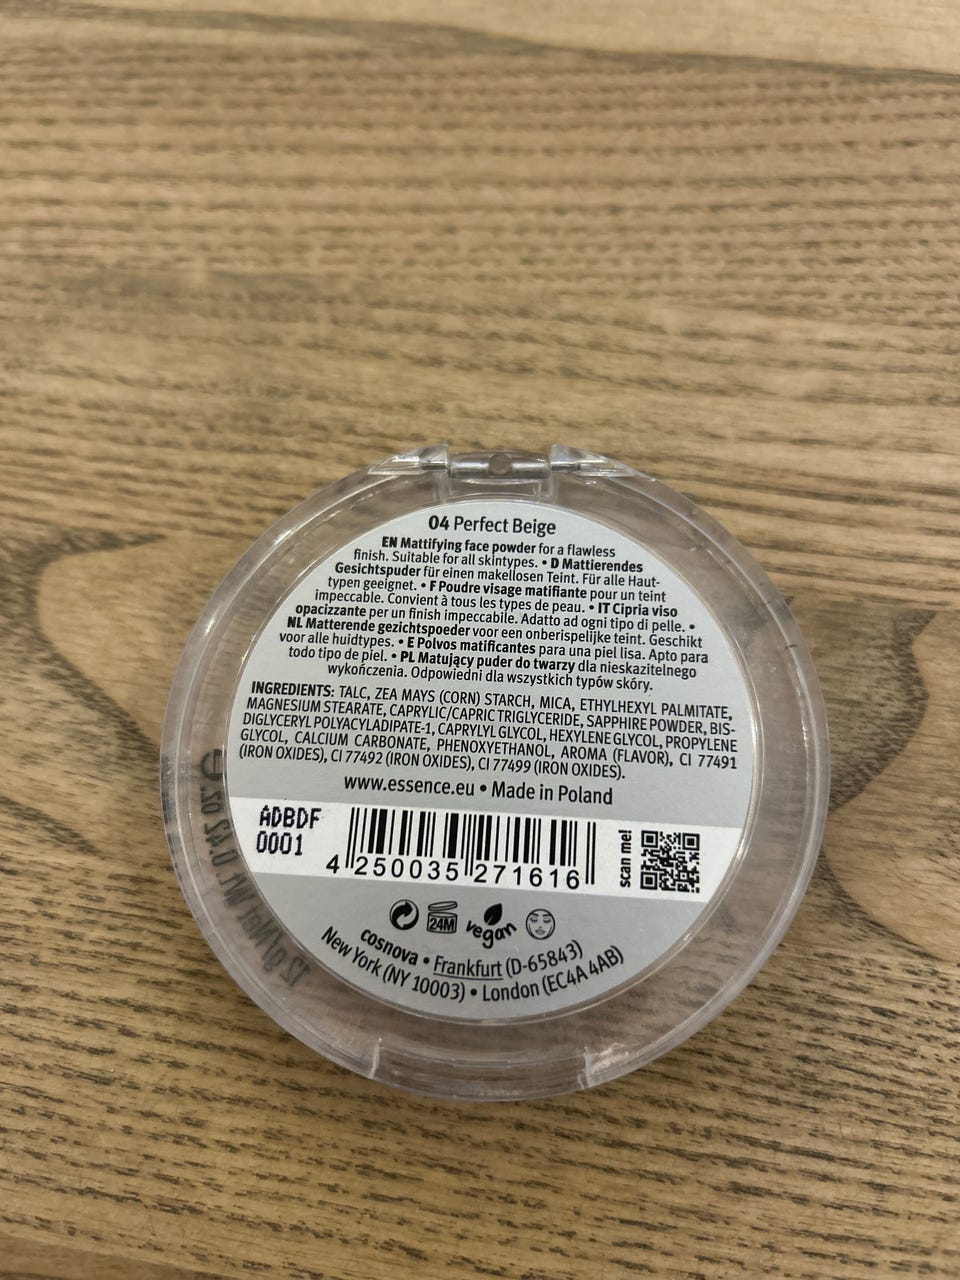 04 Perfect Beige
EN Mattifying face powder for a flawless
finish. Suitable for all skintypes. • D Mattierendes
Gesichtspuder für einen makellosen Teint. Für alle Haut-
typen geeignet. • F Poudre visage matifiante pour un teint
impeccable. Convient à tous les types de peau. • IT Cipria viso
opacizzante per un finish impeccabile. Adatto ad ogni tipo di pelle. •
NL Matterende gezichtspoeder voor een onberispelijke teint. Geschikt
voor alle huidtypes. • E Polvos matificantes para una piel lisa. Apto para
todo tipo de piel. • PL Matujący puder do twarzy dla nieskazitelnego
wykończenia. Odpowiedni dla wszystkich typów skóry.
INGREDIENTS: TALC, ZEA MAYS (CORN) STARCH, MICA, ETHYLHEXYL PALMITATE,
MAGNESIUM STEARATE, CAPRYLIC/CAPRIC TRIGLYCERIDE, SAPPHIRE POWDER, BIS-
DIGLYCERYL POLYACYLADIPATE-1, CAPRYLYL GLYCOL, HEXYLENE GLYCOL, PROPYLENE
GLYCOL, CALCIUM CARBONATE, PHENOXYETHANOL, AROMA (FLAVOR), CI 77491
(IRON OXIDES), CI 77492 (IRON OXIDES), CI 77499 (IRON OXIDES).
www.essence.eu • Made in Poland
ADBDF
0001
4 250035 271616
scan me!
24M
vegan
cosnova • Frankfurt (D-65843)
New York (NY 10003) • London (EC4A 4AB)
12 g/Net Wt. 0.42 oz. e